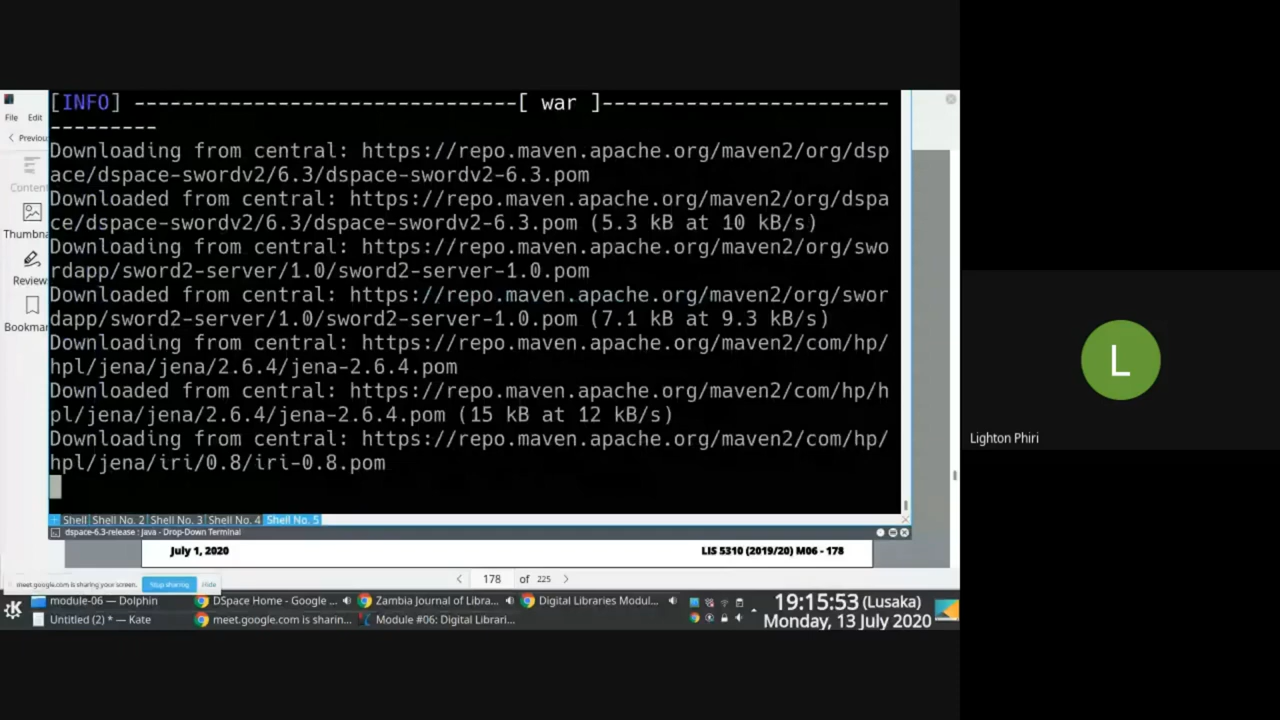 [INFO] --------------------------------[ war ]------------------------
---------
Downloading from central: https://repo.maven.apache.org/maven2/org/dsp
ace/dspace-swordv2/6.3/dspace-swordv2-6.3.pom
Downloaded from central: https://repo.maven.apache.org/maven2/org/dspa
ce/dspace-swordv2/6.3/dspace-swordv2-6.3.pom (5.3 kB at 10 kB/s)
Downloading from central: https://repo.maven.apache.org/maven2/org/swo
rdapp/sword2-server/1.0/sword2-server-1.0.pom
Downloaded from central: https://repo.maven.apache.org/maven2/org/swor
dapp/sword2-server/1.0/sword2-server-1.0.pom (7.1 kB at 9.3 kB/s)
Downloading from central: https://repo.maven.apache.org/maven2/com/hp/
hpl/jena/jena/2.6.4/jena-2.6.4.pom
Downloaded from central: https://repo.maven.apache.org/maven2/com/hp/h
pl/jena/jena/2.6.4/jena-2.6.4.pom (15 kB at 12 kB/s)
Downloading from central: https://repo.maven.apache.org/maven2/com/hp/
hpl/jena/iri/0.8/iri-0.8.pom
File Edit
Previou
Conten
Thumbna
Review
Bookmar
Shell Shell No. 2 Shell No. 3 Shell No. 4 Shell No. 5
dspace-6.3-release : java - Drop-Down Terminal
July 1, 2020 LIS 5310 (2019/20) M06 - 178
178 of 225
meet.google.com is sharing your screen. Stop sharing Hide
module-06 — Dolphin DSpace Home - Google ... Zambia Journal of Libra... Digital Libraries Modul...
Untitled (2) * — Kate meet.google.com is sharin... Module #06: Digital Librari...
19:15:53 (Lusaka)
Monday, 13 July 2020
L
Lighton Phiri